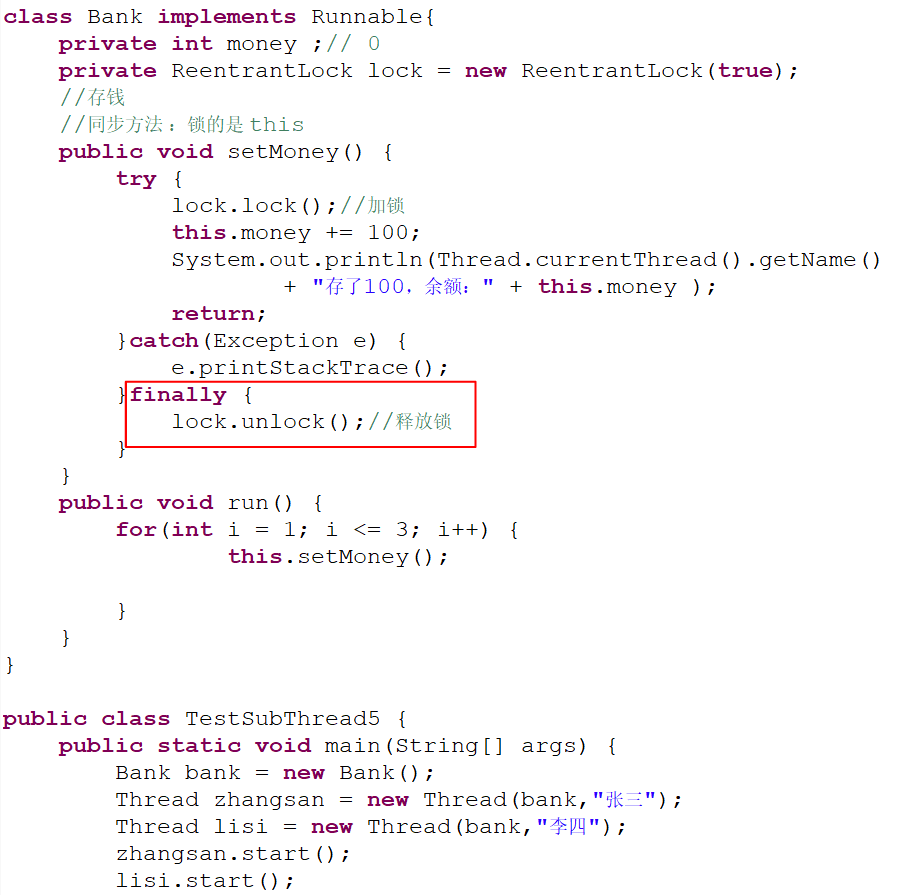 class Bank implements Runnable{
    private int money ;// 0
    private ReentrantLock lock = new ReentrantLock(true);
    //存钱
    //同步方法：锁的是this
    public void setMoney() {
        try {
            lock.lock();//加锁
            this.money += 100;
            System.out.println(Thread.currentThread().getName()
                    + "存了100，余额：" + this.money );
            return;
        }catch(Exception e) {
            e.printStackTrace();
        }finally {
            lock.unlock();//释放锁
        }
    }
    public void run() {
        for(int i = 1; i <= 3; i++) {
                this.setMoney();
        }
    }
}
public class TestSubThread5 {
    public static void main(String[] args) {
        Bank bank = new Bank();
        Thread zhangsan = new Thread(bank,"张三");
        Thread lisi = new Thread(bank,"李四");
        zhangsan.start();
        lisi.start();